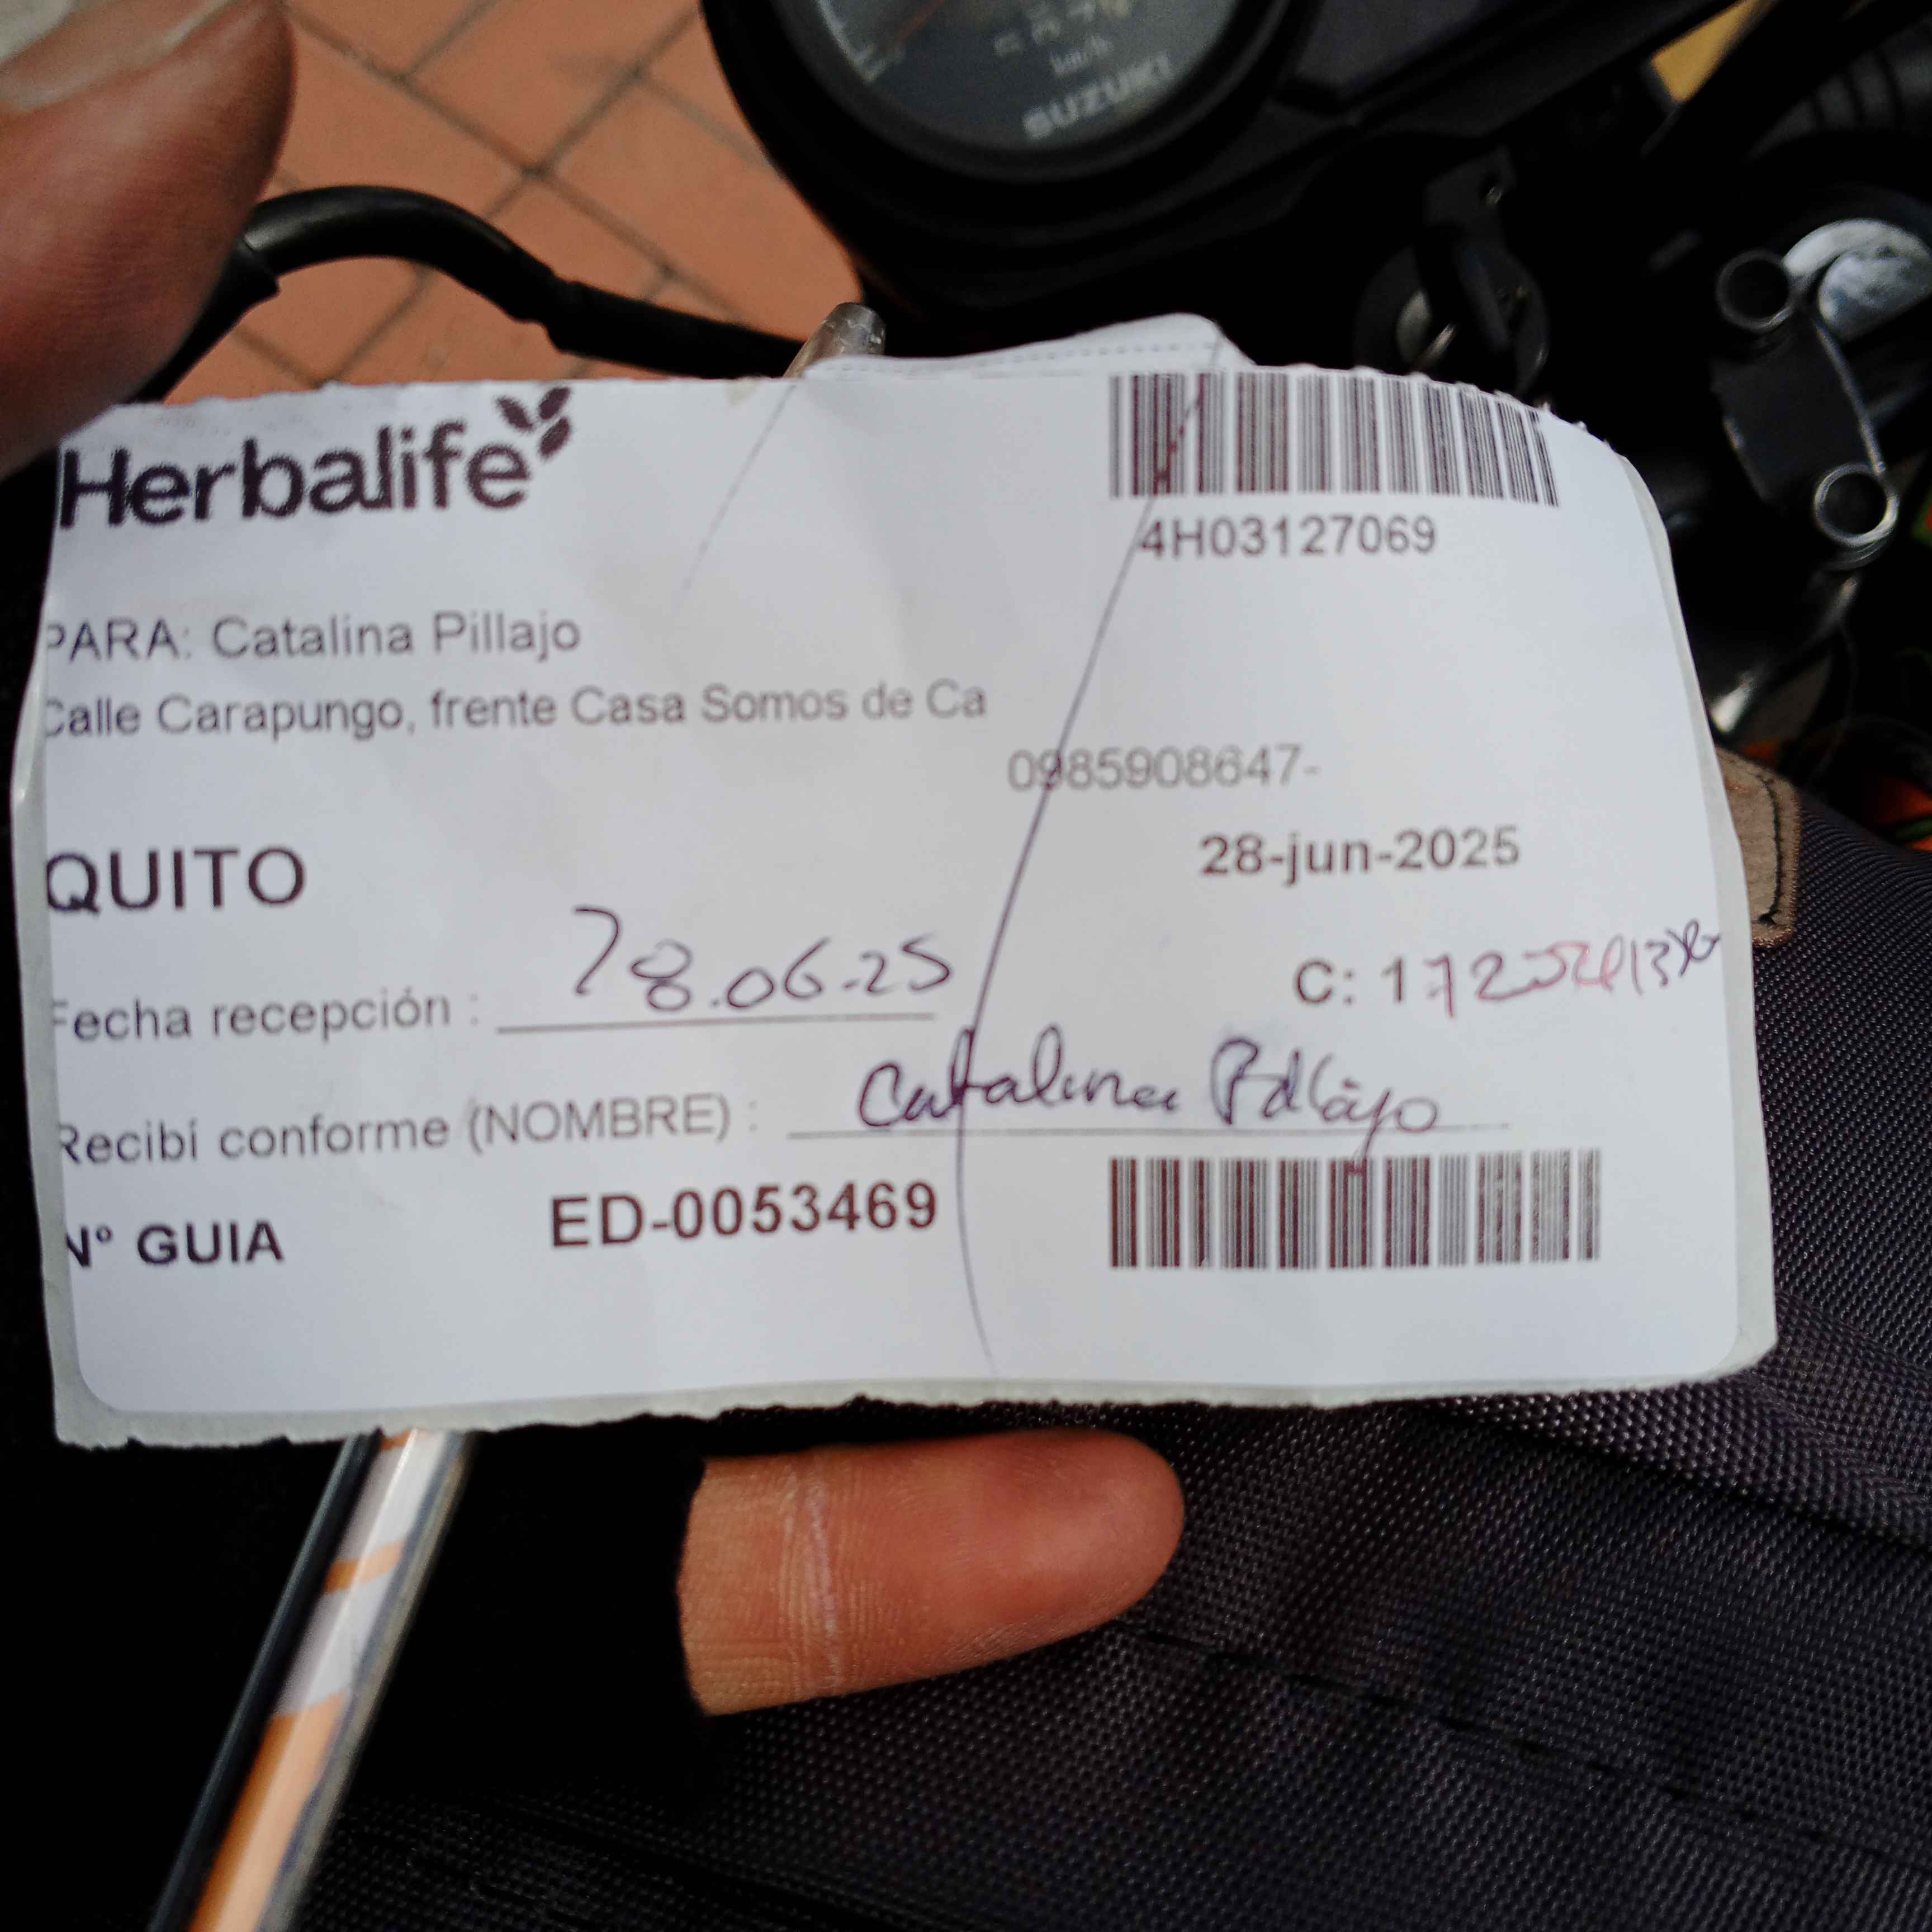 km/h
SUZUKI
Herbalife
4H03127069
PARA: Catalina Pillajo
Calle Carapungo, frente Casa Somos de Ca
0985908647-
QUITO
28-jun-2025
Fecha recepción : 28.06.25
C:
Recibí conforme (NOMBRE) : Catalina Pillajo
N° GUIA ED-0053469